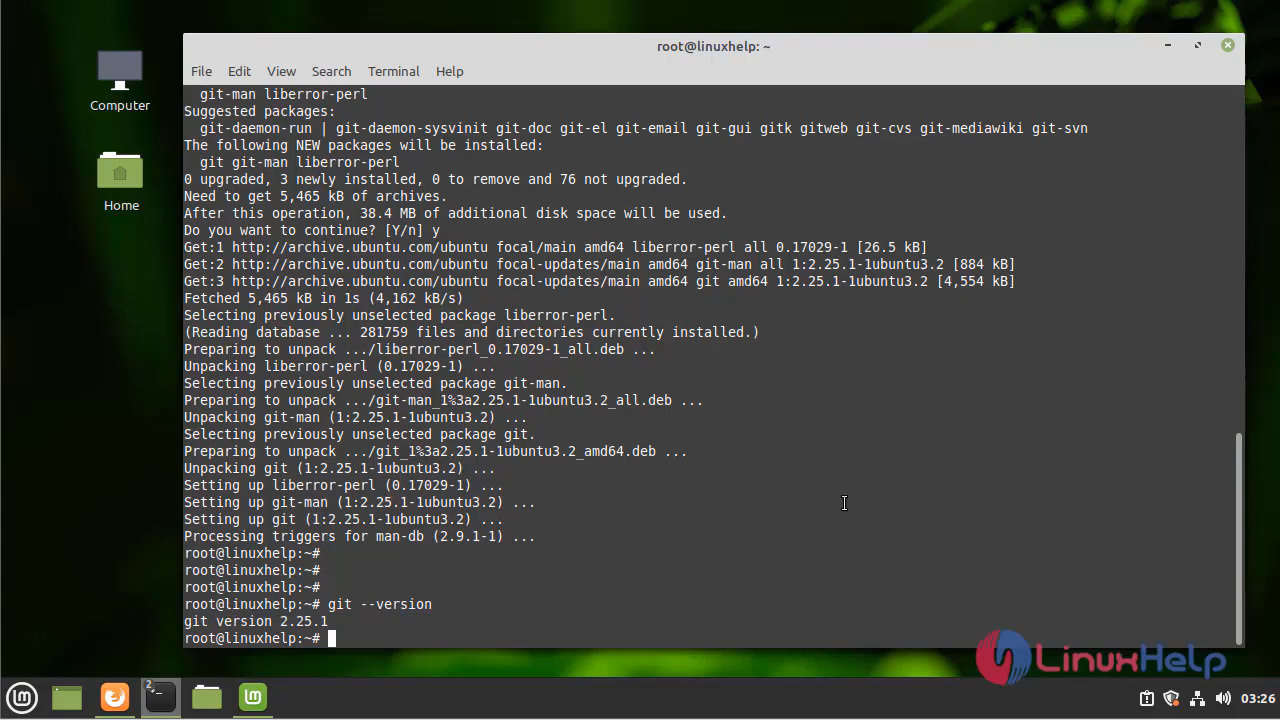 root@linuxhelp: ~
File Edit View Search Terminal Help
Computer
Home
git-man liberror-perl
Suggested packages:
git-daemon-run | git-daemon-sysvinit git-doc git-el git-email git-gui gitk gitweb git-cvs git-mediawiki git-svn
The following NEW packages will be installed:
git git-man liberror-perl
0 upgraded, 3 newly installed, 0 to remove and 76 not upgraded.
Need to get 5,465 kB of archives.
After this operation, 38.4 MB of additional disk space will be used.
Do you want to continue? [Y/n] y
Get:1 http://archive.ubuntu.com/ubuntu focal/main amd64 liberror-perl all 0.17029-1 [26.5 kB]
Get:2 http://archive.ubuntu.com/ubuntu focal-updates/main amd64 git-man all 1:2.25.1-1ubuntu3.2 [884 kB]
Get:3 http://archive.ubuntu.com/ubuntu focal-updates/main amd64 git amd64 1:2.25.1-1ubuntu3.2 [4,554 kB]
Fetched 5,465 kB in 1s (4,162 kB/s)
Selecting previously unselected package liberror-perl.
(Reading database ... 281759 files and directories currently installed.)
Preparing to unpack .../liberror-perl_0.17029-1_all.deb ...
Unpacking liberror-perl (0.17029-1) ...
Selecting previously unselected package git-man.
Preparing to unpack .../git-man_1%3a2.25.1-1ubuntu3.2_all.deb ...
Unpacking git-man (1:2.25.1-1ubuntu3.2) ...
Selecting previously unselected package git.
Preparing to unpack .../git_1%3a2.25.1-1ubuntu3.2_amd64.deb ...
Unpacking git (1:2.25.1-1ubuntu3.2) ...
Setting up liberror-perl (0.17029-1) ...
Setting up git-man (1:2.25.1-1ubuntu3.2) ...
Setting up git (1:2.25.1-1ubuntu3.2) ...
Processing triggers for man-db (2.9.1-1) ...
root@linuxhelp:~#
root@linuxhelp:~#
root@linuxhelp:~#
root@linuxhelp:~# git --version
git version 2.25.1
root@linuxhelp:~#
LinuxHelp
2
03:26